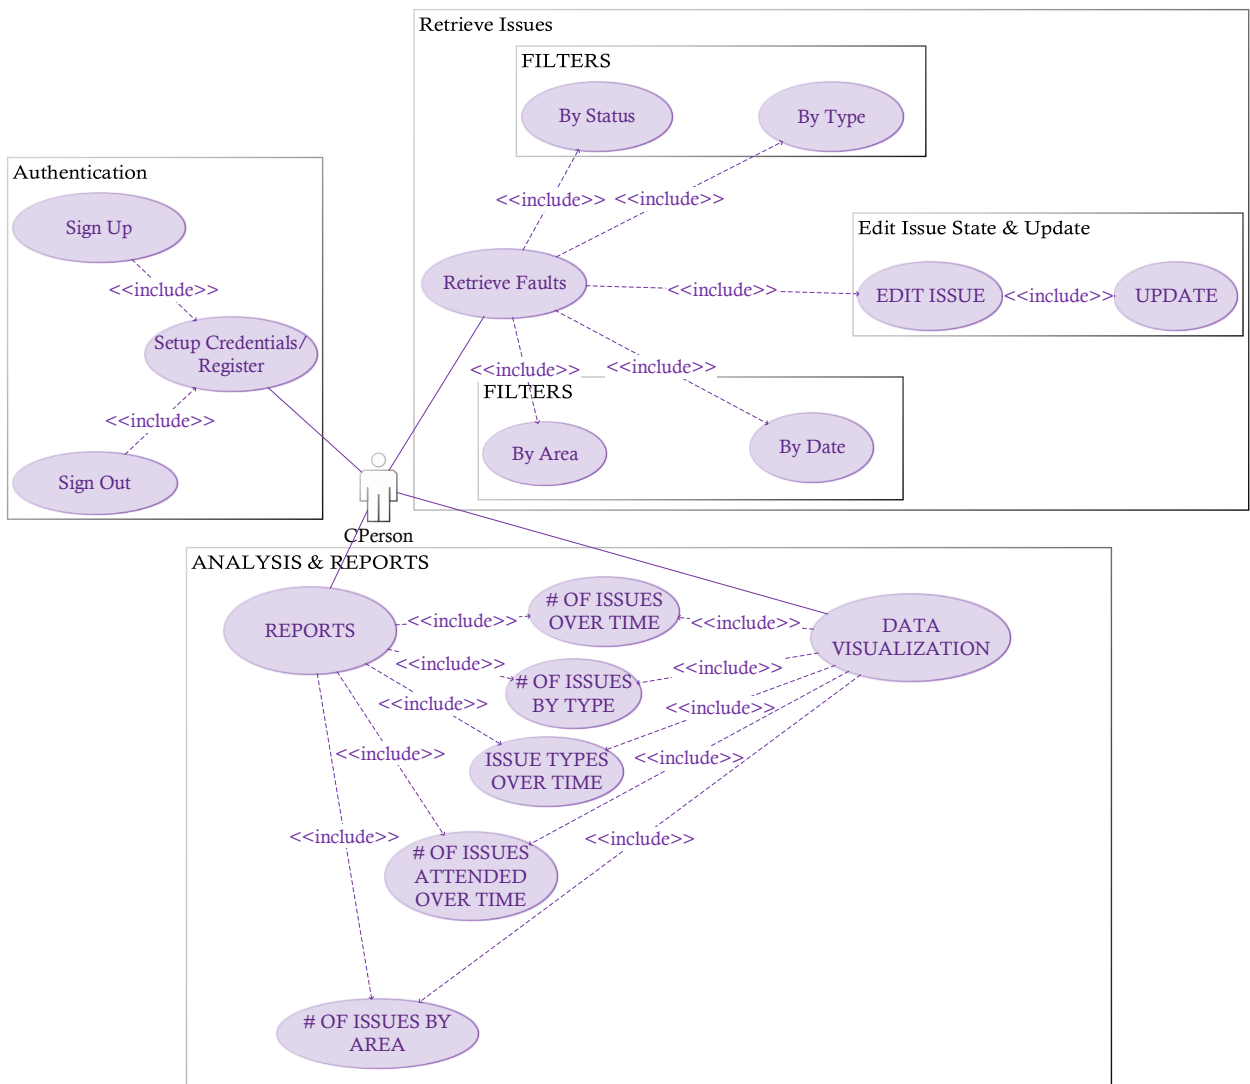 Retrieve Issues
FILTERS
By Status
By Type
<<include>>
<<include>>
Authentication
Sign Up
<<include>>
Setup Credentials/
Register
<<include>>
Sign Out
Edit Issue State & Update
Retrieve Faults
<<include>>
EDIT ISSUE
<<include>>
UPDATE
<<include>>
<<include>>
FILTERS
By Area
By Date
CPerson
ANALYSIS & REPORTS
REPORTS
<<include>>
# OF ISSUES
OVER TIME
<<include>>
DATA
VISUALIZATION
<<include>>
# OF ISSUES
BY TYPE
<<include>>
<<include>>
ISSUE TYPES
OVER TIME
<<include>>
<<include>>
# OF ISSUES
ATTENDED
OVER TIME
<<include>>
<<include>>
<<include>>
# OF ISSUES BY
AREA